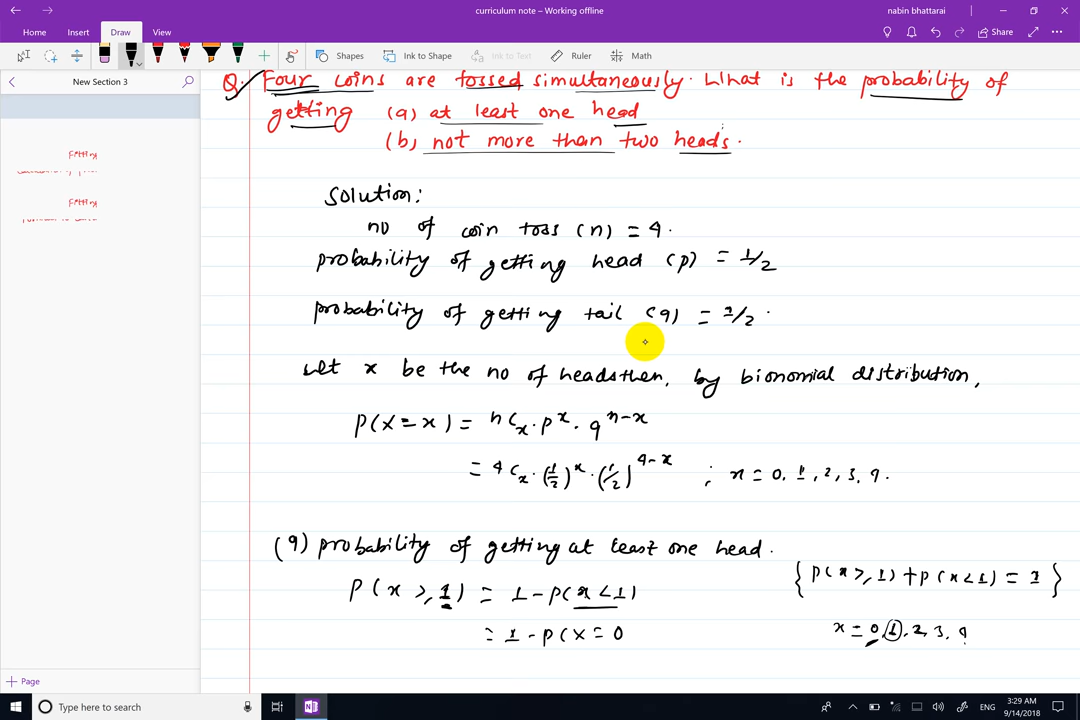 curriculum note – Working offline
nabin bhattarai
Home Insert Draw View
Share
Shapes Ink to Shape Ink to Text Ruler Math
New Section 3
Q. Four coins are tossed simultaneously. What is the probability of
getting (a) at least one head
(b) not more than two heads.
Solution:
no of coin toss (n) = 4.
probability of getting head (p) = 1/2
probability of getting tail (q) = 1/2.
Let x be the no of heads then, by bionomial distribution,
P(X=x) = nCx . p^x . q^n-x
= 4Cx . (1/2)^x . (1/2)^4-x ; x = 0, 1, 2, 3, 4.
(a) probability of getting at least one head.
P(x ≥ 1) = 1 - P(x < 1)
{P(x ≥ 1) + P(x < 1) = 1}
= 1 - P(X = 0
x = 0, 1, 2, 3, 4
Page
Type here to search
ENG
3:29 AM
9/14/2018